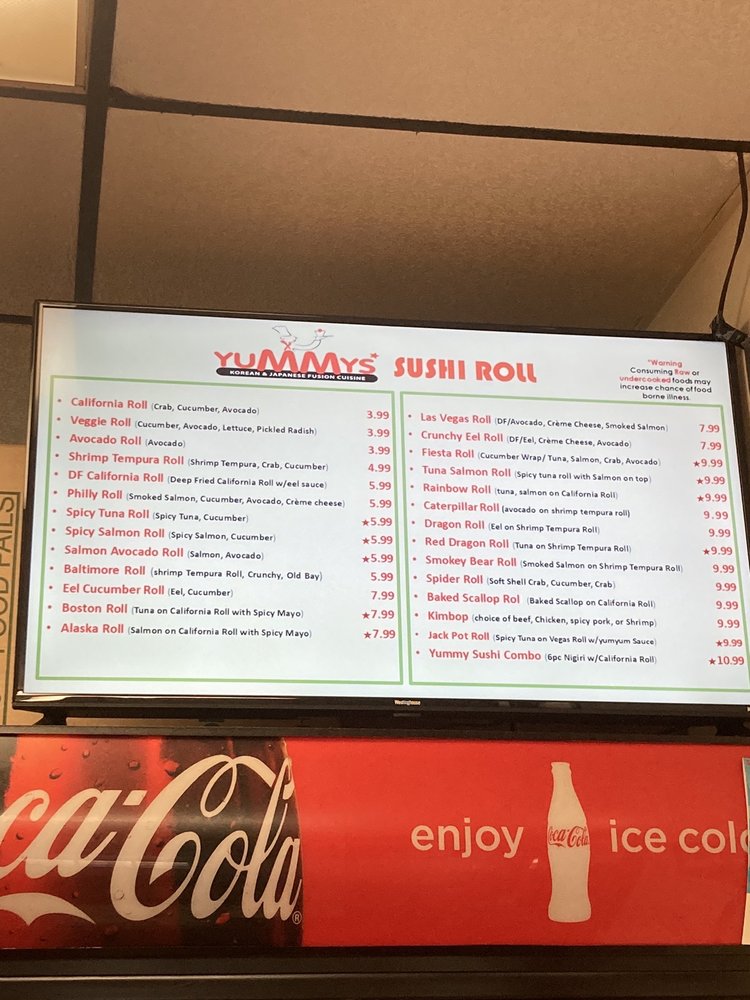 YUMMYS
KOREAN & JAPANESE FUSION CUISINE
SUSHI ROLL
"Warning
Consuming Raw or
undercooked foods may
increase chance of food
borne illness.
• California Roll (Crab, Cucumber, Avocado) 3.99
• Veggie Roll (Cucumber, Avocado, Lettuce, Pickled Radish) 3.99
• Avocado Roll (Avocado) 3.99
• Shrimp Tempura Roll (Shrimp Tempura, Crab, Cucumber) 4.99
• DF California Roll (Deep Fried California Roll w/eel sauce) 5.99
• Philly Roll (Smoked Salmon, Cucumber, Avocado, Crème cheese) 5.99
• Spicy Tuna Roll (Spicy Tuna, Cucumber) ★5.99
• Spicy Salmon Roll (Spicy Salmon, Cucumber) ★5.99
• Salmon Avocado Roll (Salmon, Avocado) ★5.99
• Baltimore Roll (shrimp Tempura Roll, Crunchy, Old Bay) 5.99
• Eel Cucumber Roll (Eel, Cucumber) 7.99
• Boston Roll (Tuna on California Roll with Spicy Mayo) ★7.99
• Alaska Roll (Salmon on California Roll with Spicy Mayo) ★7.99
• Las Vegas Roll (DF/Avocado, Crème Cheese, Smoked Salmon) 7.99
• Crunchy Eel Roll (DF/Eel, Crème Cheese, Avocado) 7.99
• Fiesta Roll (Cucumber Wrap/ Tuna, Salmon, Crab, Avocado) ★9.99
• Tuna Salmon Roll (Spicy tuna roll with Salmon on top) ★9.99
• Rainbow Roll (tuna, salmon on California Roll) ★9.99
• Caterpillar Roll (avocado on shrimp tempura roll) 9.99
• Dragon Roll (Eel on Shrimp Tempura Roll) 9.99
• Red Dragon Roll (Tuna on Shrimp Tempura Roll) ★9.99
• Smokey Bear Roll (Smoked Salmon on Shrimp Tempura Roll) 9.99
• Spider Roll (Soft Shell Crab, Cucumber, Crab) 9.99
• Baked Scallop Rol (Baked Scallop on California Roll) 9.99
• Kimbop (choice of beef, Chicken, spicy pork, or Shrimp) 9.99
• Jack Pot Roll (Spicy Tuna on Vegas Roll w/yumyum Sauce) ★9.99
• Yummy Sushi Combo (6pc Nigiri w/California Roll) ★10.99
FOOD FAILS
Westinghouse
ca-Cola®
enjoy Coca-Cola ice cold